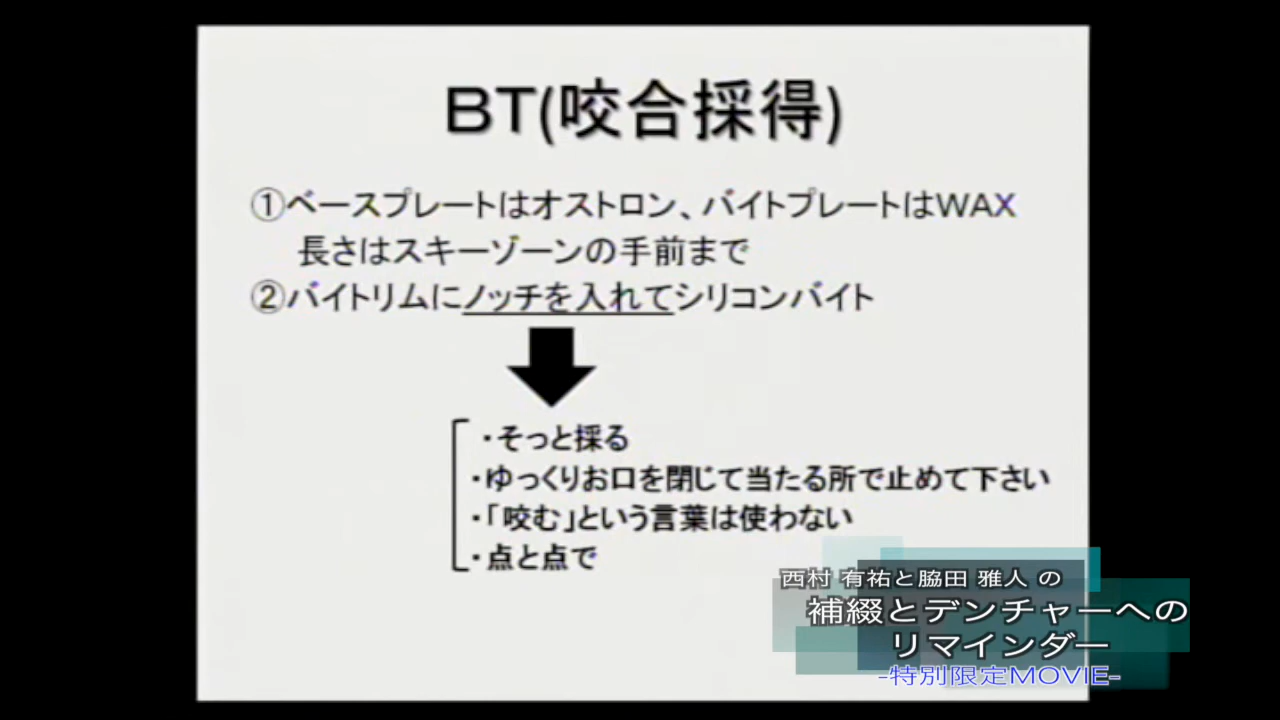 BT(咬合採得)
①ベースプレートはオストロン、バイトプレートはWAX
長さはスキーゾーンの手前まで
②バイトリムにノッチを入れてシリコンバイト
・そっと採る
・ゆっくりお口を閉じて当たる所で止めて下さい
・「咬む」という言葉は使わない
・点と点で
西村 有祐と脇田 雅人 の
補綴とデンチャーへの
リマインダー
-特別限定MOVIE-